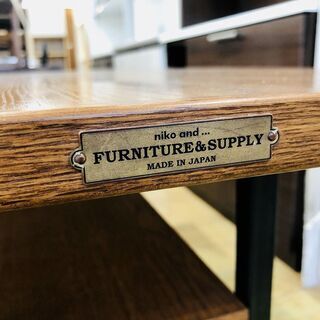 niko and ...
FURNITURE&SUPPLY
MADE IN JAPAN